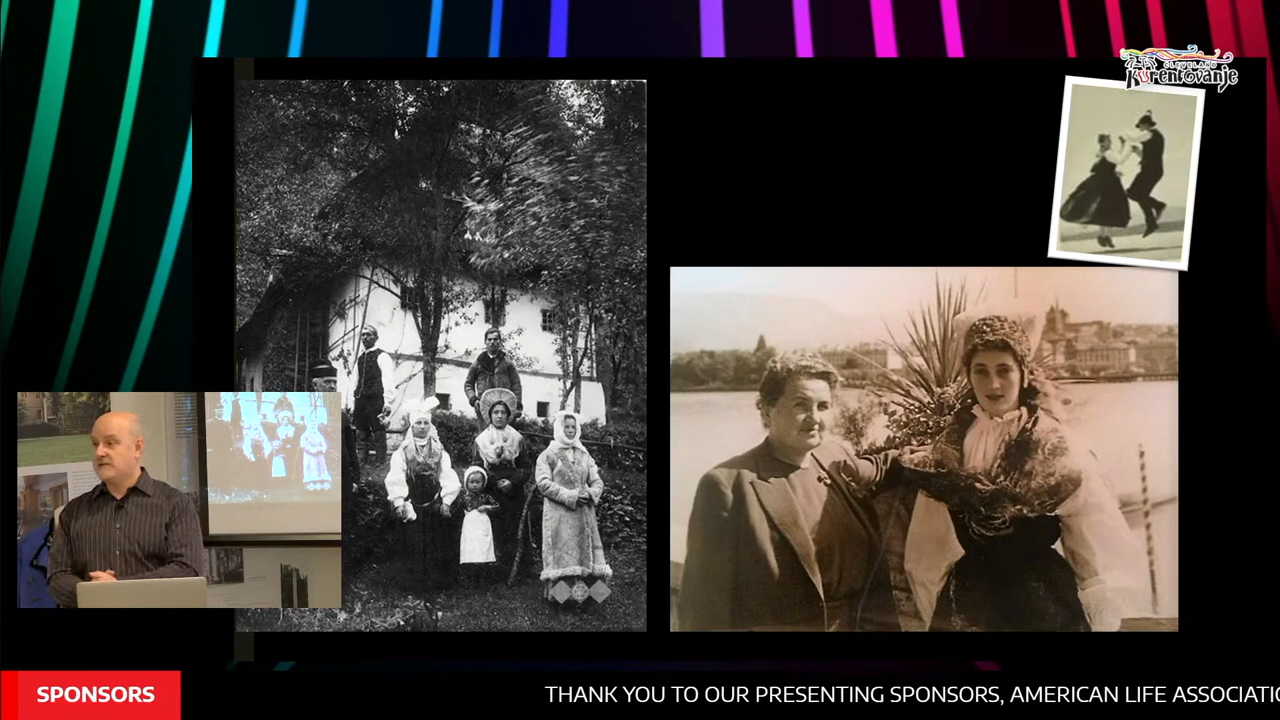 CLEVELAND
Kurentovanje
SPONSORS
THANK YOU TO OUR PRESENTING SPONSORS, AMERICAN LIFE ASSOCIATIO